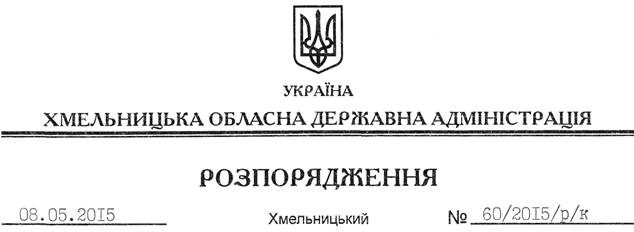 УКРАЇНА
ХМЕЛЬНИЦЬКА ОБЛАСНА ДЕРЖАВНА АДМІНІСТРАЦІЯ
РОЗПОРЯДЖЕННЯ
08.05.2015 Хмельницький № 60/2015/р/к